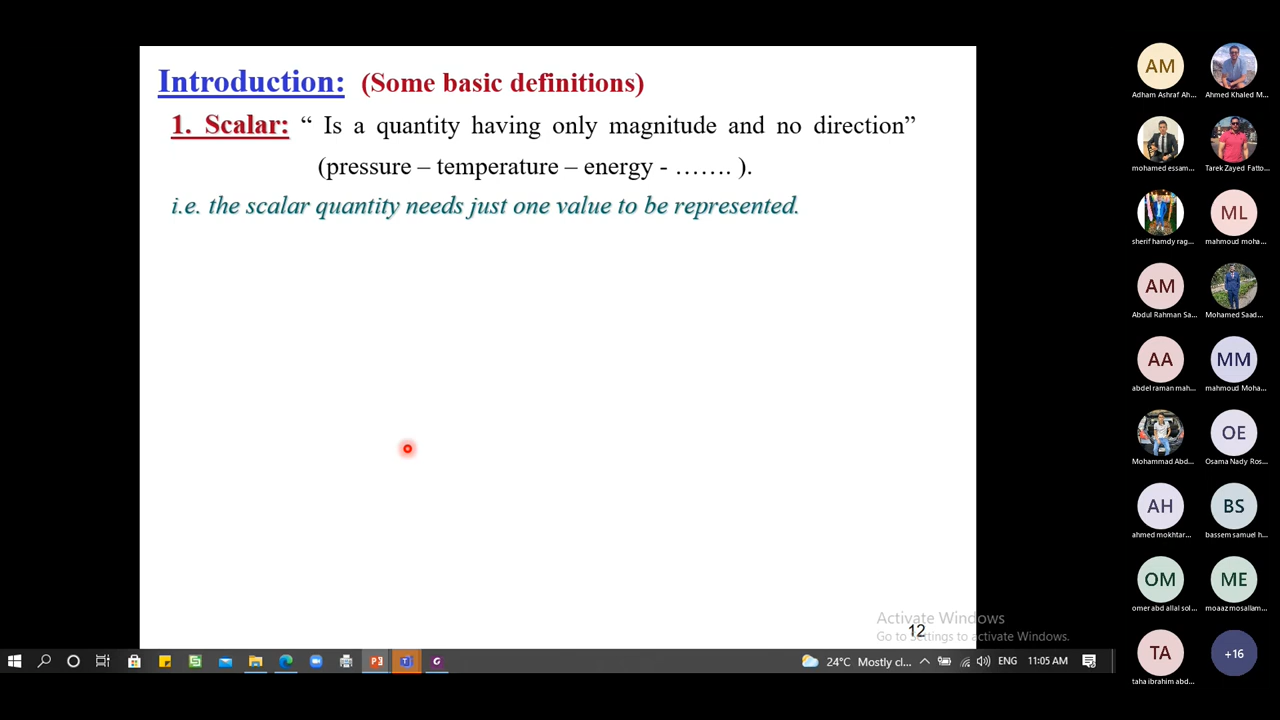 Introduction: (Some basic definitions)
1. Scalar: “ Is a quantity having only magnitude and no direction”
(pressure – temperature – energy - ……. ).
i.e. the scalar quantity needs just one value to be represented.
Activate Windows
Go to Settings to activate Windows.
12
24°C Mostly cl... ENG 11:05 AM
AM
Adham Ashraf Ah... Ahmed Khaled M...
mohamed essam... Tarek Zayed Fatto...
ML
sherif hamdy rag... mahmoud moha...
AM
Abdul Rahman Sa... Mohamed Saad...
AA MM
abdel raman mah... mahmoud Moha...
OE
Mohammad Abd... Osama Nady Ros...
AH BS
ahmed mokhtar... bassem samuel h...
OM ME
omer abd allal sol... moaaz mosallam...
TA +16
taha ibrahim abd...